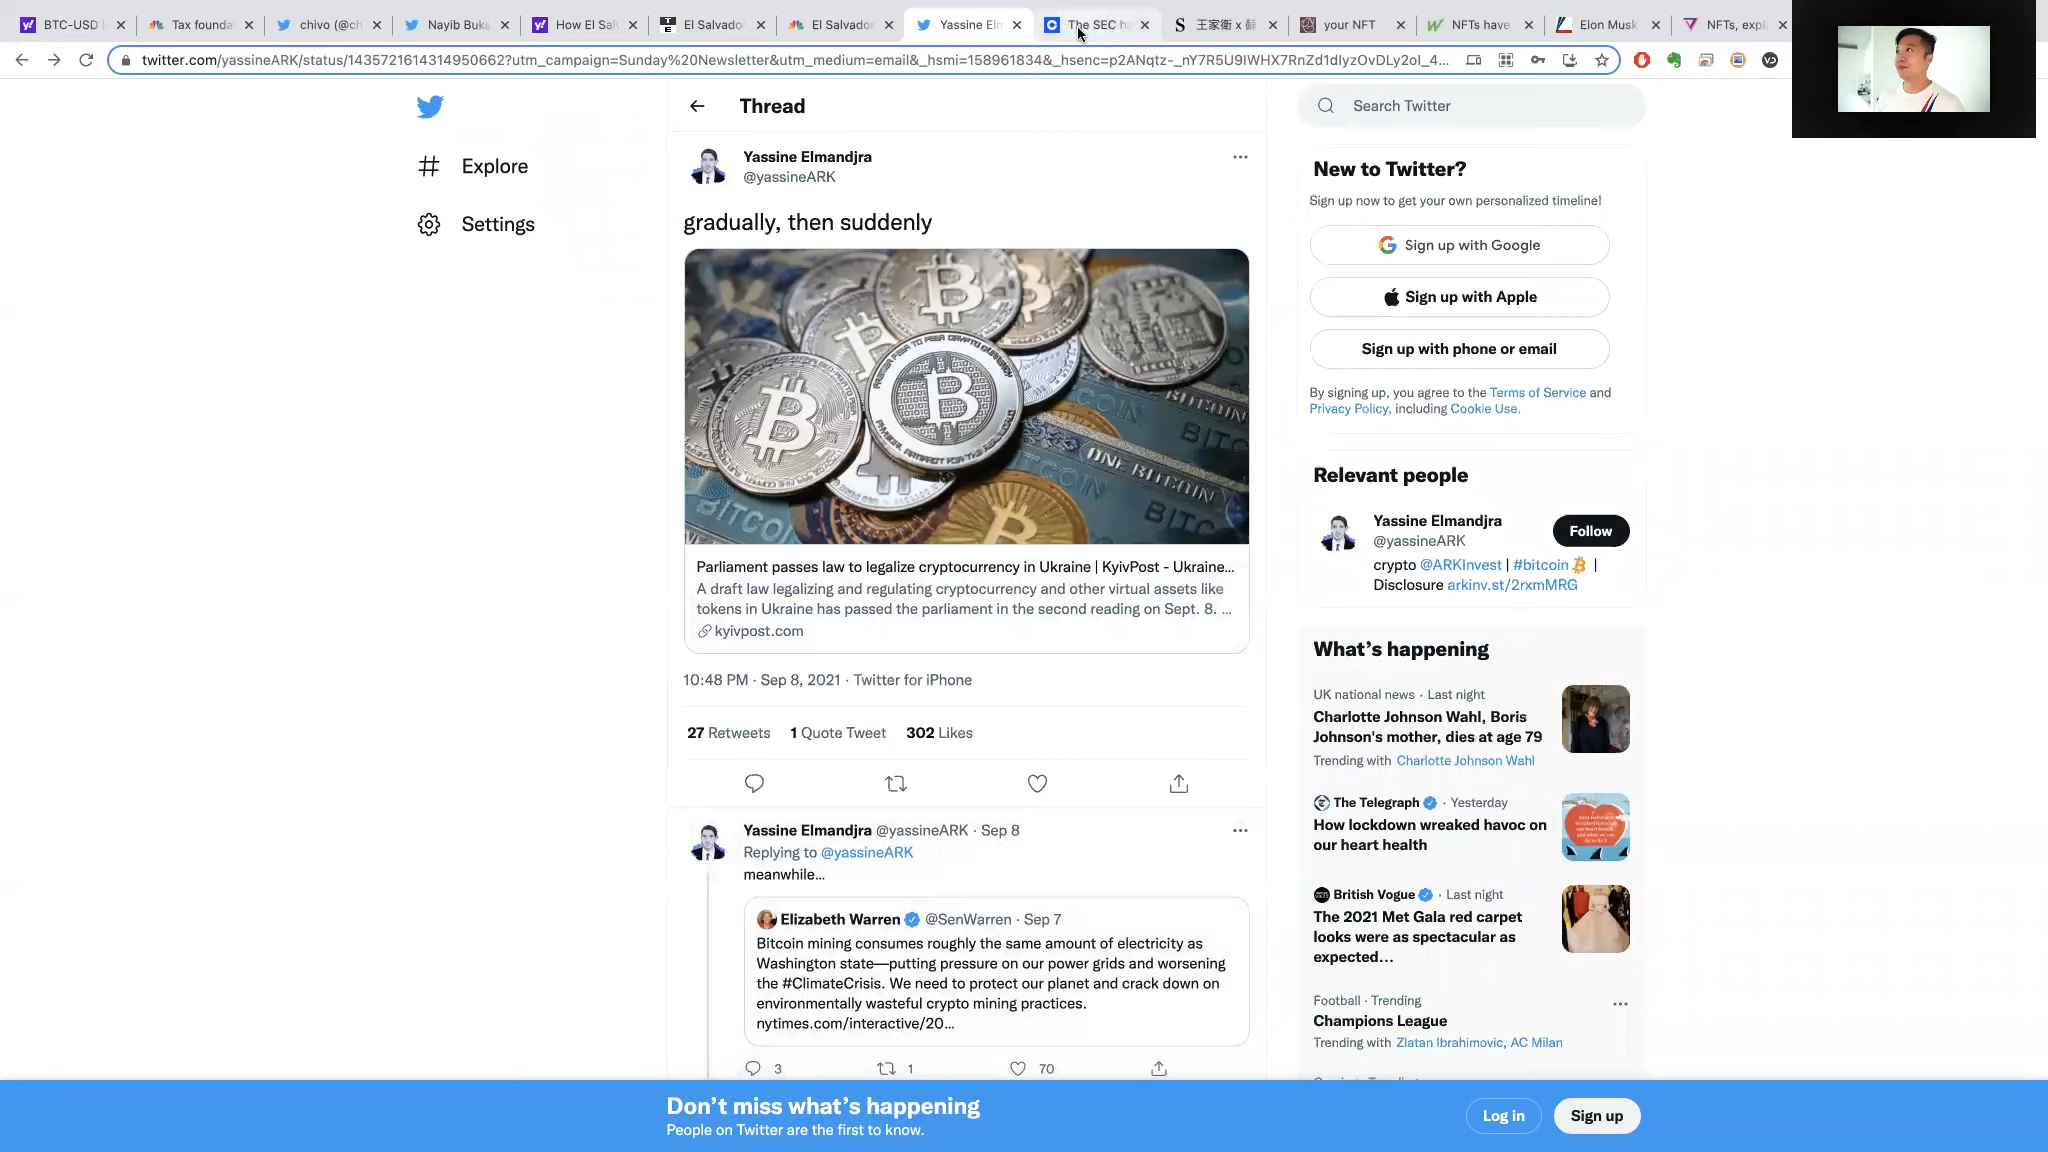 BTC-USD
Tax founda
chivo (@ch
Nayib Buk
How El Sal
El Salvado
El Salvador
Yassine Elm
The SEC ha
王家衛 x 蘇
your NFT
NFTs have
Elon Musk
NFTs, expl
twitter.com/yassineARK/status/1435721614314950662?utm_campaign=Sunday%20Newsletter&utm_medium=email&_hsmi=158961834&_hsenc=p2ANqtz-_nY7R5U9IWHX7RnZd1dIyzOvDLy2oI_4...
Explore
Settings
Thread
Yassine Elmandjra
@yassineARK
gradually, then suddenly
ONE BITCOIN
Parliament passes law to legalize cryptocurrency in Ukraine | KyivPost - Ukraine...
A draft law legalizing and regulating cryptocurrency and other virtual assets like
tokens in Ukraine has passed the parliament in the second reading on Sept. 8. ...
kyivpost.com
10:48 PM · Sep 8, 2021 · Twitter for iPhone
27 Retweets 1 Quote Tweet 302 Likes
Yassine Elmandjra @yassineARK · Sep 8
Replying to @yassineARK
meanwhile...
Elizabeth Warren @SenWarren · Sep 7
Bitcoin mining consumes roughly the same amount of electricity as
Washington state—putting pressure on our power grids and worsening
the #ClimateCrisis. We need to protect our planet and crack down on
environmentally wasteful crypto mining practices.
nytimes.com/interactive/20...
3 1 70
Search Twitter
New to Twitter?
Sign up now to get your own personalized timeline!
Sign up with Google
Sign up with Apple
Sign up with phone or email
By signing up, you agree to the Terms of Service and
Privacy Policy, including Cookie Use.
Relevant people
Yassine Elmandjra
@yassineARK
Follow
crypto @ARKInvest | #bitcoin |
Disclosure arkinv.st/2rxmMRG
What's happening
UK national news · Last night
Charlotte Johnson Wahl, Boris
Johnson's mother, dies at age 79
Trending with Charlotte Johnson Wahl
The Telegraph · Yesterday
How lockdown wreaked havoc on
our heart health
British Vogue · Last night
The 2021 Met Gala red carpet
looks were as spectacular as
expected...
Football · Trending
Champions League
Trending with Zlatan Ibrahimovic, AC Milan
Don't miss what's happening
People on Twitter are the first to know.
Log in
Sign up